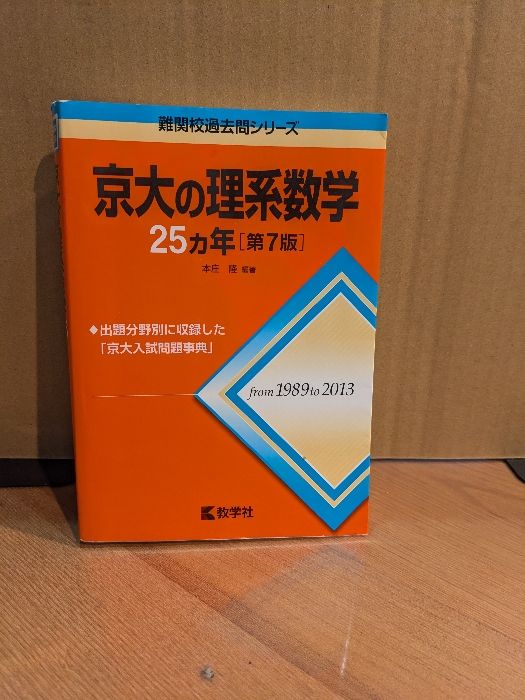 難関校過去問シリーズ
京大の理系数学
25カ年[第7版]
本庄 隆 編著
◆出題分野別に収録した
「京大入試問題事典」
from 1989 to 2013
教学社